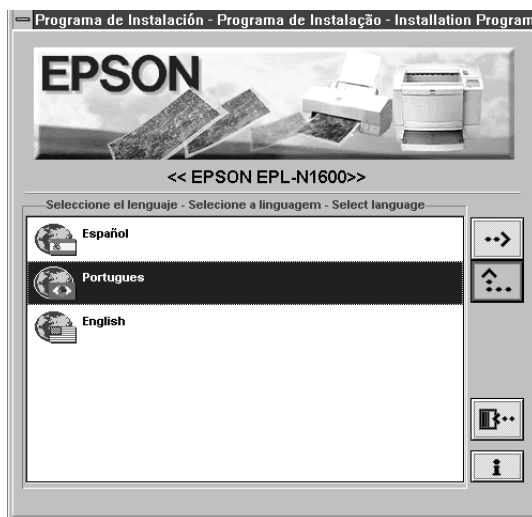 Programa de Instalación - Programa de Instalação - Installation Program
EPSON
<< EPSON EPL-N1600>>
Seleccione el lenguaje - Selecione a linguagem - Select language
Español
Portugues
English